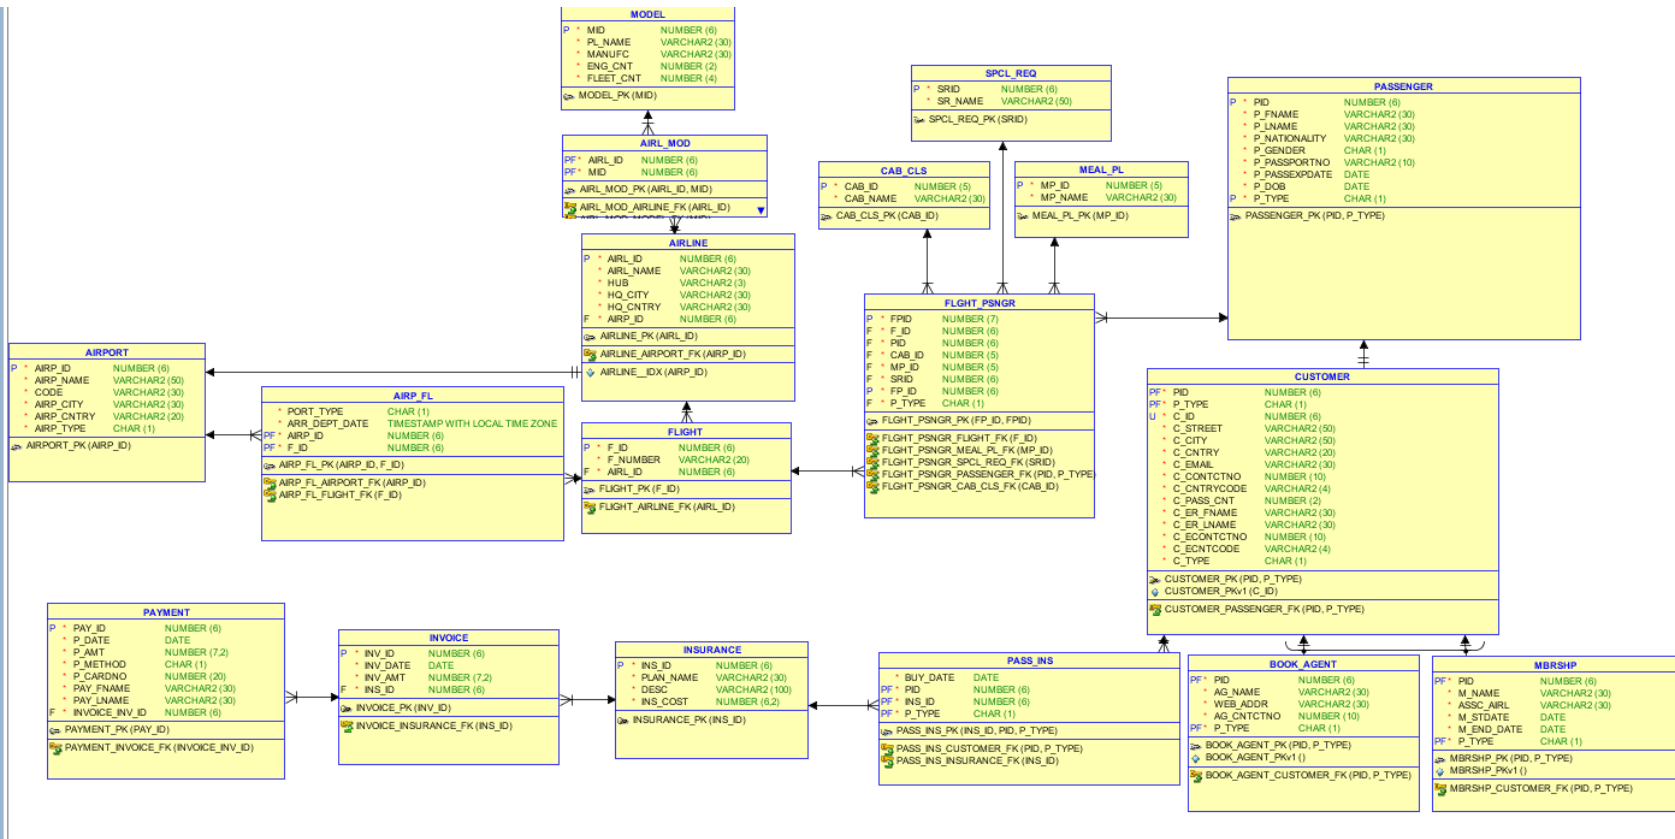 MODEL
P * MID NUMBER (6)
* PL_NAME VARCHAR2 (30)
* MANUFC VARCHAR2 (30)
* ENG_CNT NUMBER (2)
* FLEET_CNT NUMBER (4)
MODEL_PK (MID)
AIRL_MOD
PF* AIRL_ID NUMBER (6)
PF* MID NUMBER (6)
AIRL_MOD_PK (AIRL_ID, MID)
AIRL_MOD_AIRLINE_FK (AIRL_ID)
AIRL_MOD_MODEL_FK (MID)
SPCL_REQ
P * SRID NUMBER (6)
* SR_NAME VARCHAR2 (50)
SPCL_REQ_PK (SRID)
PASSENGER
P * PID NUMBER (6)
* P_FNAME VARCHAR2 (30)
* P_LNAME VARCHAR2 (30)
* P_NATIONALITY VARCHAR2 (30)
* P_GENDER CHAR (1)
* P_PASSPORTNO VARCHAR2 (10)
* P_PASSEXPDATE DATE
* P_DOB DATE
P * P_TYPE CHAR (1)
PASSENGER_PK (PID, P_TYPE)
CAB_CLS
P * CAB_ID NUMBER (5)
* CAB_NAME VARCHAR2 (30)
CAB_CLS_PK (CAB_ID)
MEAL_PL
P * MP_ID NUMBER (5)
* MP_NAME VARCHAR2 (30)
MEAL_PL_PK (MP_ID)
AIRLINE
P * AIRL_ID NUMBER (6)
* AIRL_NAME VARCHAR2 (30)
* HUB VARCHAR2 (3)
* HQ_CITY VARCHAR2 (30)
* HQ_CNTRY VARCHAR2 (30)
F * AIRP_ID NUMBER (6)
AIRLINE_PK (AIRL_ID)
AIRLINE_AIRPORT_FK (AIRP_ID)
AIRLINE__IDX (AIRP_ID)
FLGHT_PSNGR
P * FPID NUMBER (7)
F * F_ID NUMBER (6)
F * PID NUMBER (6)
F * CAB_ID NUMBER (5)
F * MP_ID NUMBER (5)
F * SRID NUMBER (6)
P * FP_ID NUMBER (6)
F * P_TYPE CHAR (1)
FLGHT_PSNGR_PK (FP_ID, FPID)
FLGHT_PSNGR_FLIGHT_FK (F_ID)
FLGHT_PSNGR_MEAL_PL_FK (MP_ID)
FLGHT_PSNGR_SPCL_REQ_FK (SRID)
FLGHT_PSNGR_PASSENGER_FK (PID, P_TYPE)
FLGHT_PSNGR_CAB_CLS_FK (CAB_ID)
AIRPORT
P * AIRP_ID NUMBER (6)
* AIRP_NAME VARCHAR2 (50)
* CODE VARCHAR2 (30)
* AIRP_CITY VARCHAR2 (30)
* AIRP_CNTRY VARCHAR2 (20)
* AIRP_TYPE CHAR (1)
AIRPORT_PK (AIRP_ID)
AIRP_FL
* PORT_TYPE CHAR (1)
* ARR_DEPT_DATE TIMESTAMP WITH LOCAL TIME ZONE
PF * AIRP_ID NUMBER (6)
PF * F_ID NUMBER (6)
AIRP_FL_PK (AIRP_ID, F_ID)
AIRP_FL_AIRPORT_FK (AIRP_ID)
AIRP_FL_FLIGHT_FK (F_ID)
FLIGHT
P * F_ID NUMBER (6)
* F_NUMBER VARCHAR2 (20)
F * AIRL_ID NUMBER (6)
FLIGHT_PK (F_ID)
FLIGHT_AIRLINE_FK (AIRL_ID)
CUSTOMER
PF* PID NUMBER (6)
PF* P_TYPE CHAR (1)
U * C_ID NUMBER (6)
* C_STREET VARCHAR2 (50)
* C_CITY VARCHAR2 (50)
* C_CNTRY VARCHAR2 (20)
* C_EMAIL VARCHAR2 (30)
* C_CONTCTNO NUMBER (10)
* C_CNTRYCODE VARCHAR2 (4)
* C_PASS_CNT NUMBER (2)
* C_ER_FNAME VARCHAR2 (30)
* C_ER_LNAME VARCHAR2 (30)
* C_ECONTCTNO NUMBER (10)
* C_ECNTCODE VARCHAR2 (4)
* C_TYPE CHAR (1)
CUSTOMER_PK (PID, P_TYPE)
CUSTOMER_PKv1 (C_ID)
CUSTOMER_PASSENGER_FK (PID, P_TYPE)
PAYMENT
P * PAY_ID NUMBER (6)
* P_DATE DATE
* P_AMT NUMBER (7,2)
* P_METHOD CHAR (1)
* P_CARDNO NUMBER (20)
* PAY_FNAME VARCHAR2 (30)
* PAY_LNAME VARCHAR2 (30)
F * INVOICE_INV_ID NUMBER (6)
PAYMENT_PK (PAY_ID)
PAYMENT_INVOICE_FK (INVOICE_INV_ID)
INVOICE
P * INV_ID NUMBER (6)
* INV_DATE DATE
* INV_AMT NUMBER (7,2)
F * INS_ID NUMBER (6)
INVOICE_PK (INV_ID)
INVOICE_INSURANCE_FK (INS_ID)
INSURANCE
P * INS_ID NUMBER (6)
* PLAN_NAME VARCHAR2 (30)
* DESC VARCHAR2 (100)
* INS_COST NUMBER (6,2)
INSURANCE_PK (INS_ID)
PASS_INS
* BUY_DATE DATE
PF * PID NUMBER (6)
PF * INS_ID NUMBER (6)
PF * P_TYPE CHAR (1)
PASS_INS_PK (INS_ID, PID, P_TYPE)
PASS_INS_CUSTOMER_FK (PID, P_TYPE)
PASS_INS_INSURANCE_FK (INS_ID)
BOOK_AGENT
PF* PID NUMBER (6)
* AG_NAME VARCHAR2 (30)
* WEB_ADDR VARCHAR2 (30)
* AG_CNTCTNO NUMBER (10)
PF* P_TYPE CHAR (1)
BOOK_AGENT_PK (PID, P_TYPE)
BOOK_AGENT_PKv1 ()
BOOK_AGENT_CUSTOMER_FK (PID, P_TYPE)
MBRSHP
PF* PID NUMBER (6)
* M_NAME VARCHAR2 (30)
* ASSC_AIRL VARCHAR2 (30)
* M_STDATE DATE
* M_END_DATE DATE
PF* P_TYPE CHAR (1)
MBRSHP_PK (PID, P_TYPE)
MBRSHP_PKv1 ()
MBRSHP_CUSTOMER_FK (PID, P_TYPE)